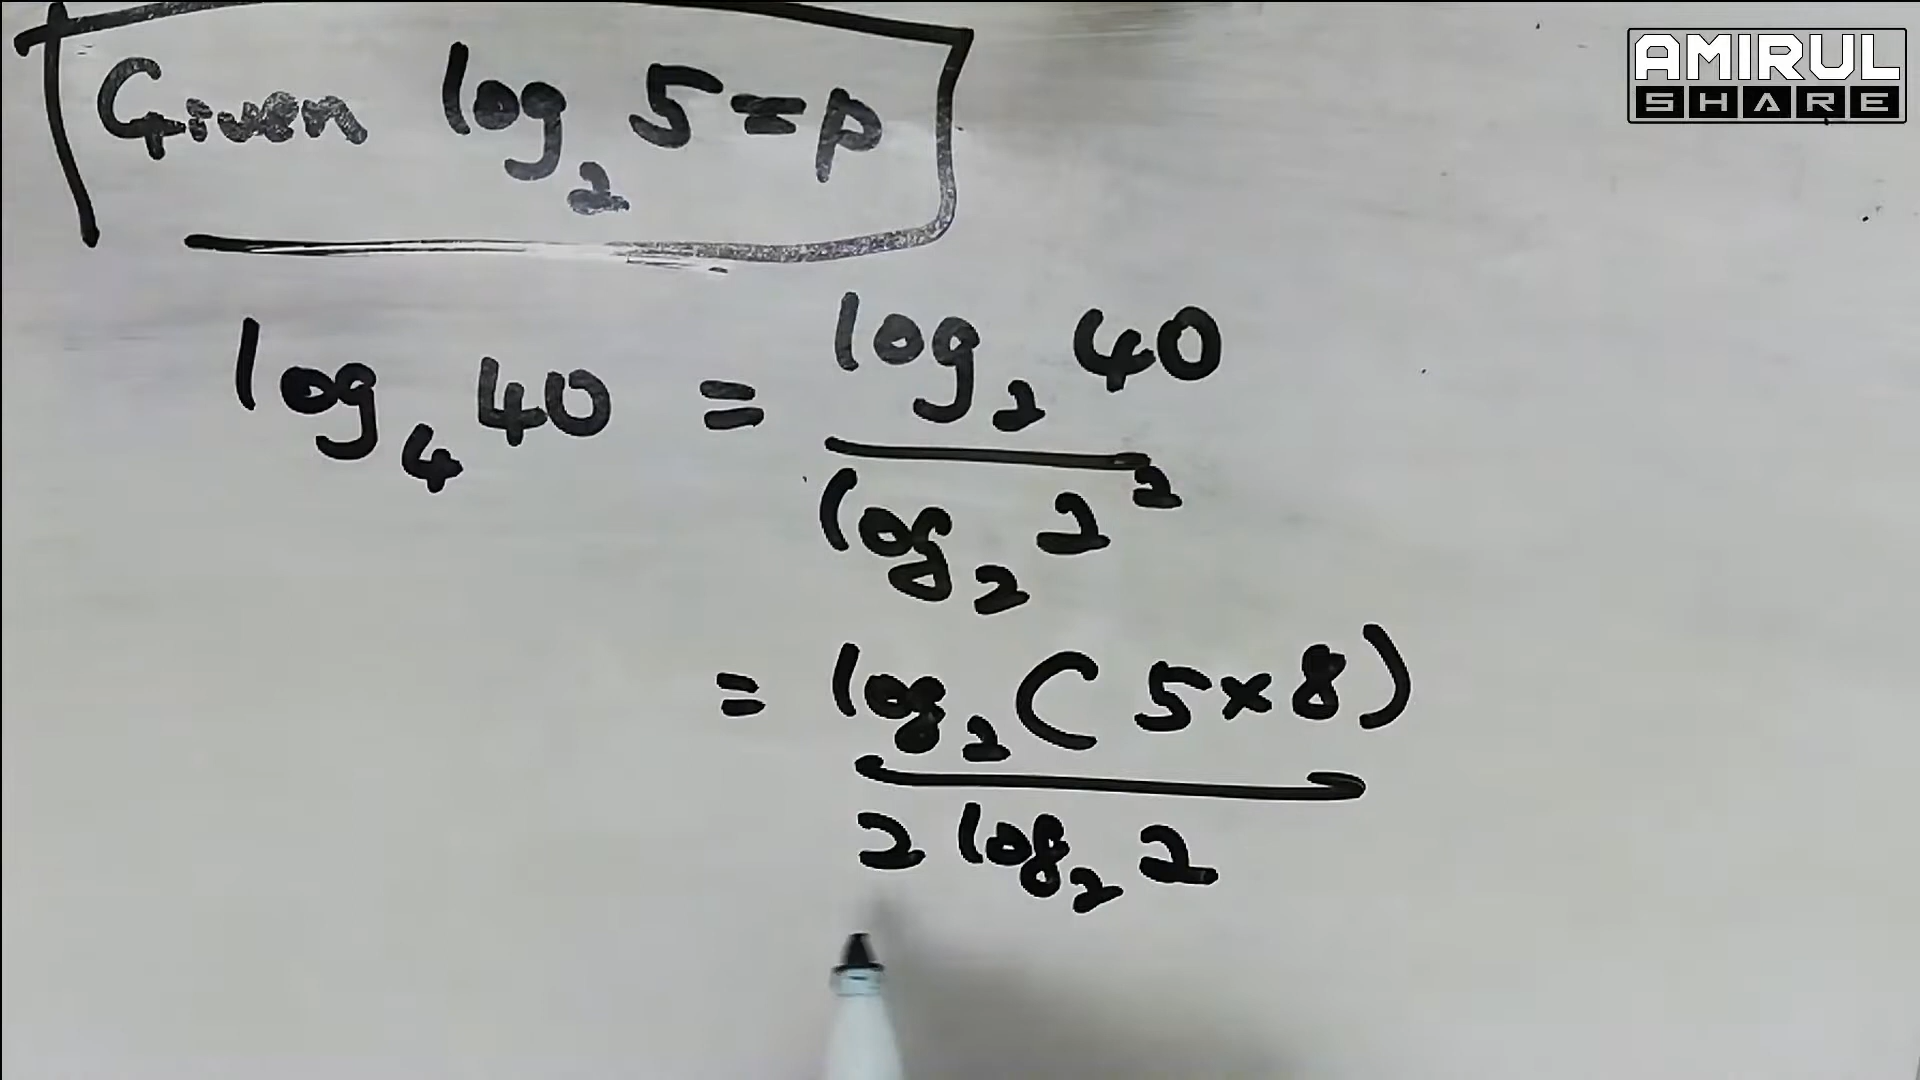 AMIRUL
SHARE
Given log₂ 5 = p
log₄ 40 = log₂ 40
log₂ 2²
= log₂ (5 × 8)
2 log₂ 2